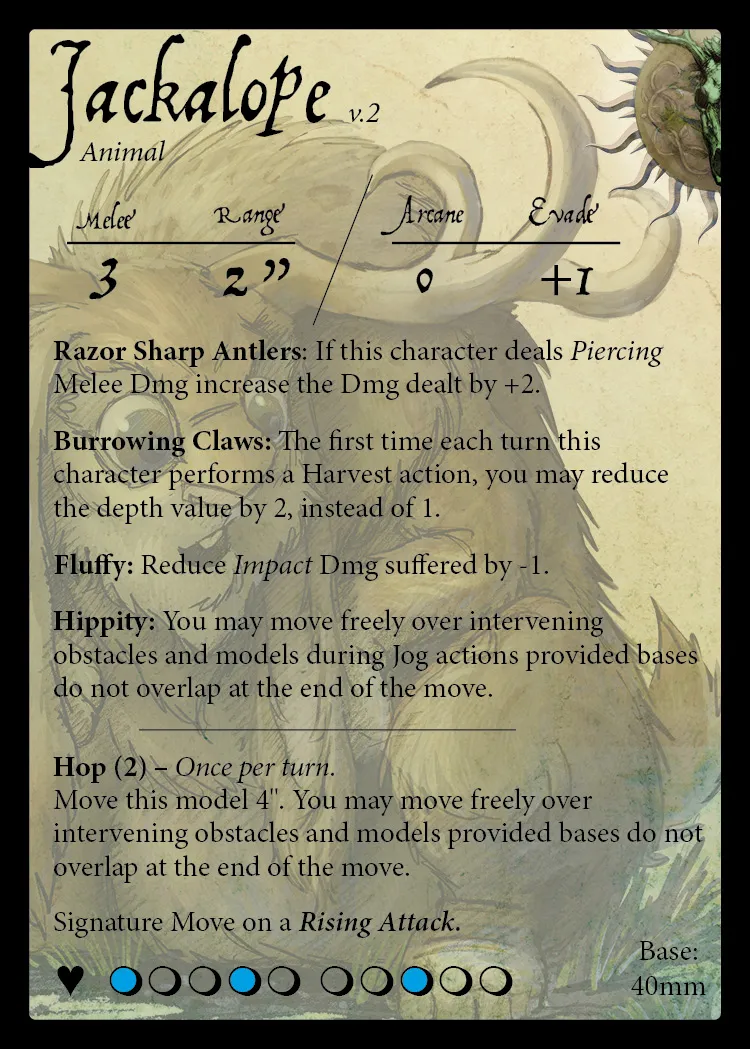 Jackalope v.2
Animal
Melee Range Arcane Evade
3 2” 0 +1
Razor Sharp Antlers: If this character deals Piercing
Melee Dmg increase the Dmg dealt by +2.
Burrowing Claws: The first time each turn this
character performs a Harvest action, you may reduce
the depth value by 2, instead of 1.
Fluffy: Reduce Impact Dmg suffered by -1.
Hippity: You may move freely over intervening
obstacles and models during Jog actions provided bases
do not overlap at the end of the move.
Hop (2) – Once per turn.
Move this model 4". You may move freely over
intervening obstacles and models provided bases do not
overlap at the end of the move.
Signature Move on a Rising Attack.
Base:
40mm